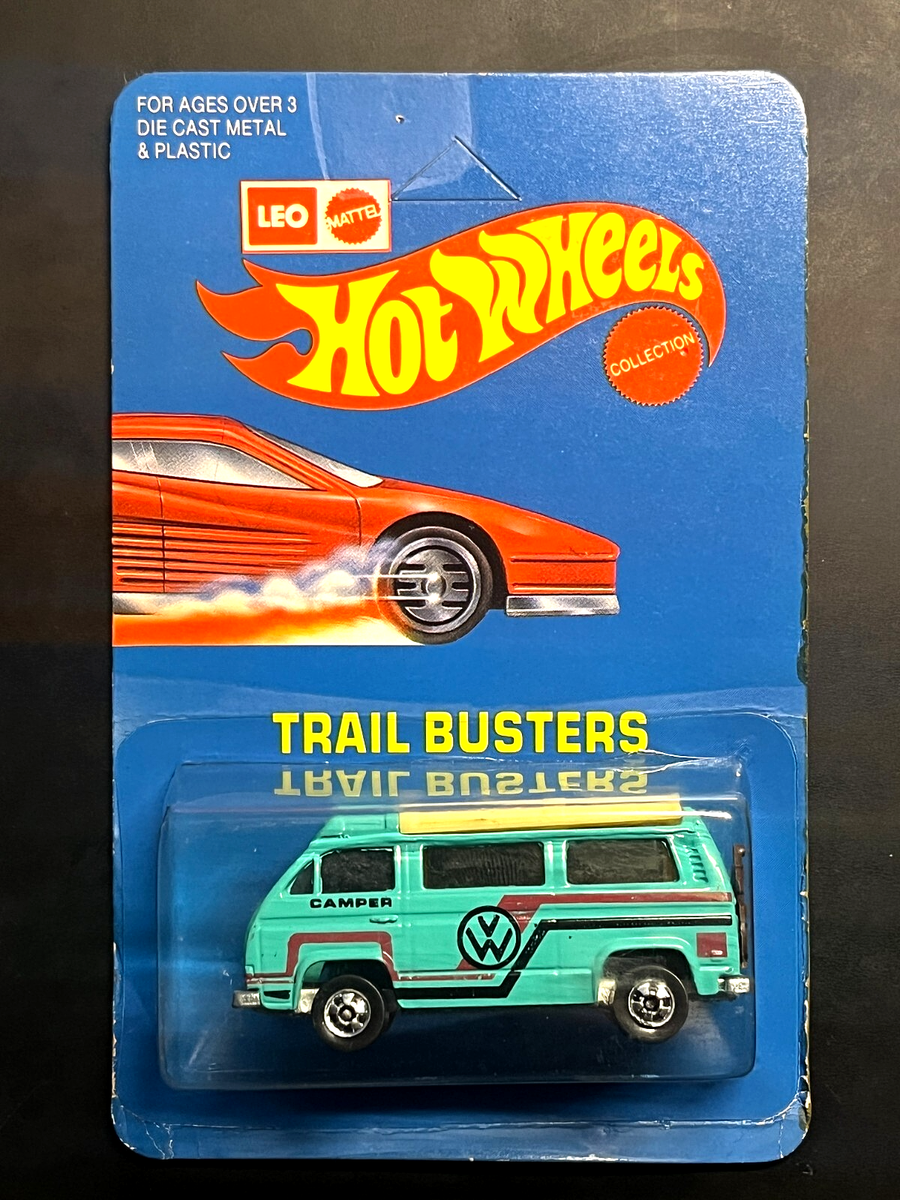 FOR AGES OVER 3
DIE CAST METAL
& PLASTIC
LEO
MATTEL
HOT WHEELS
COLLECTION
TRAIL BUSTERS
CAMPER
VW